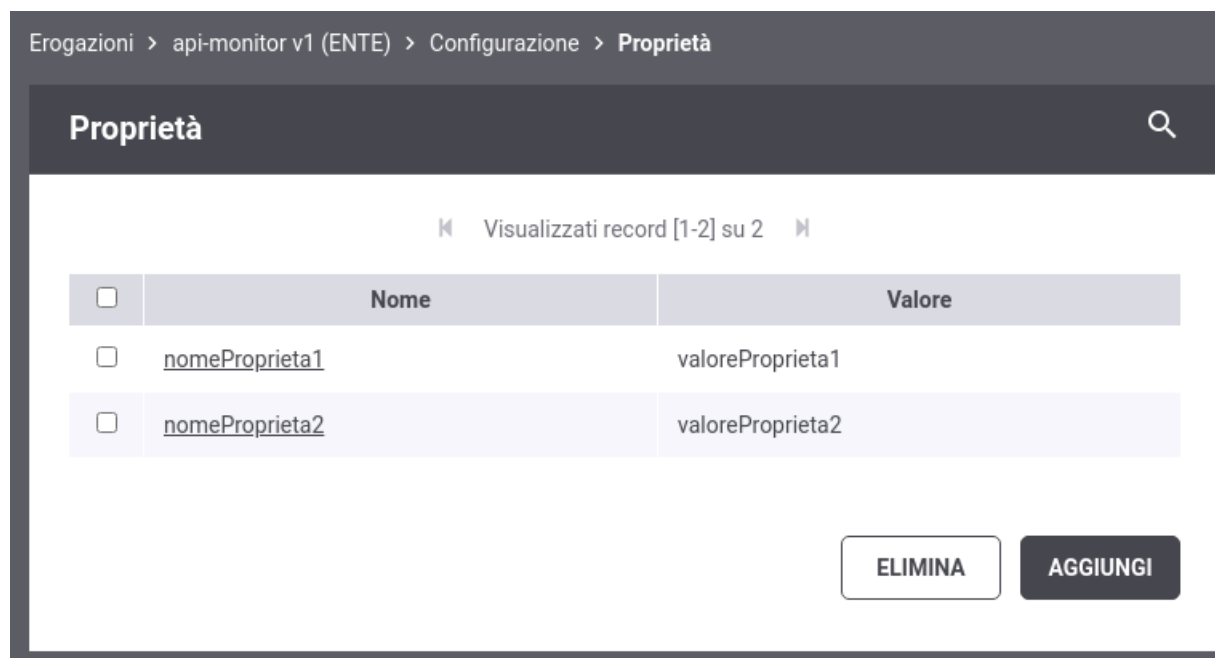 Erogazioni > api-monitor v1 (ENTE) > Configurazione > Proprietà
Proprietà
Visualizzati record [1-2] su 2
Nome Valore
nomeProprieta1 valoreProprieta1
nomeProprieta2 valoreProprieta2
ELIMINA AGGIUNGI